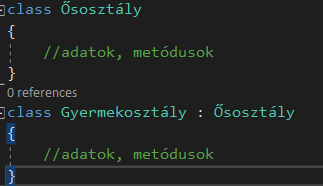 class Ősosztály
{
//adatok, metódusok
}
0 references
class Gyermekosztály : Ősosztály
{
//adatok, metódusok
}